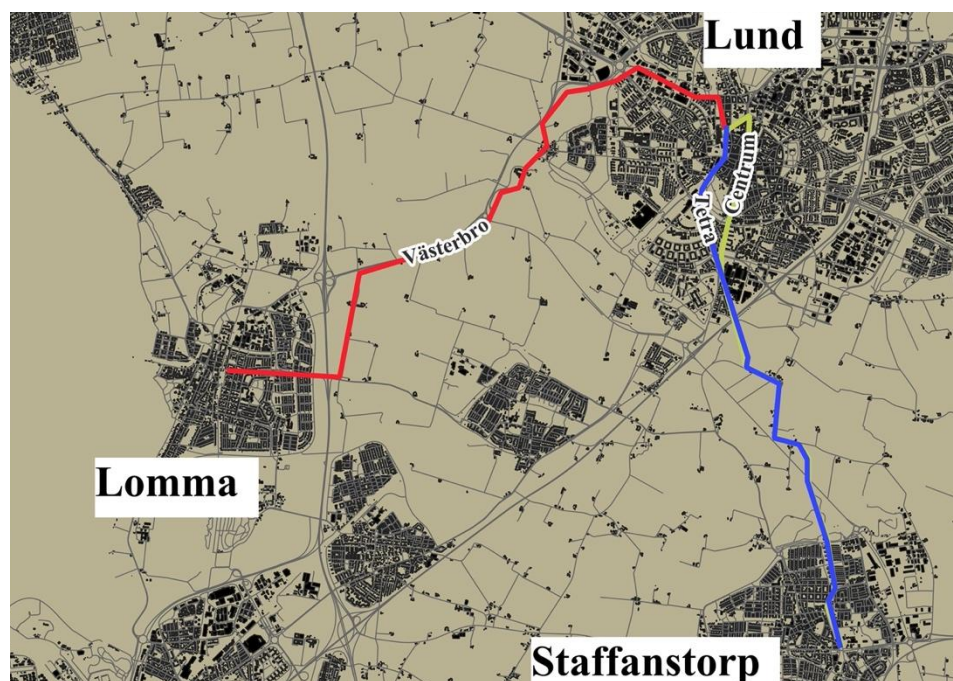 Lund
Centrum
Tetra
Västerbro
Lomma
Staffanstorp